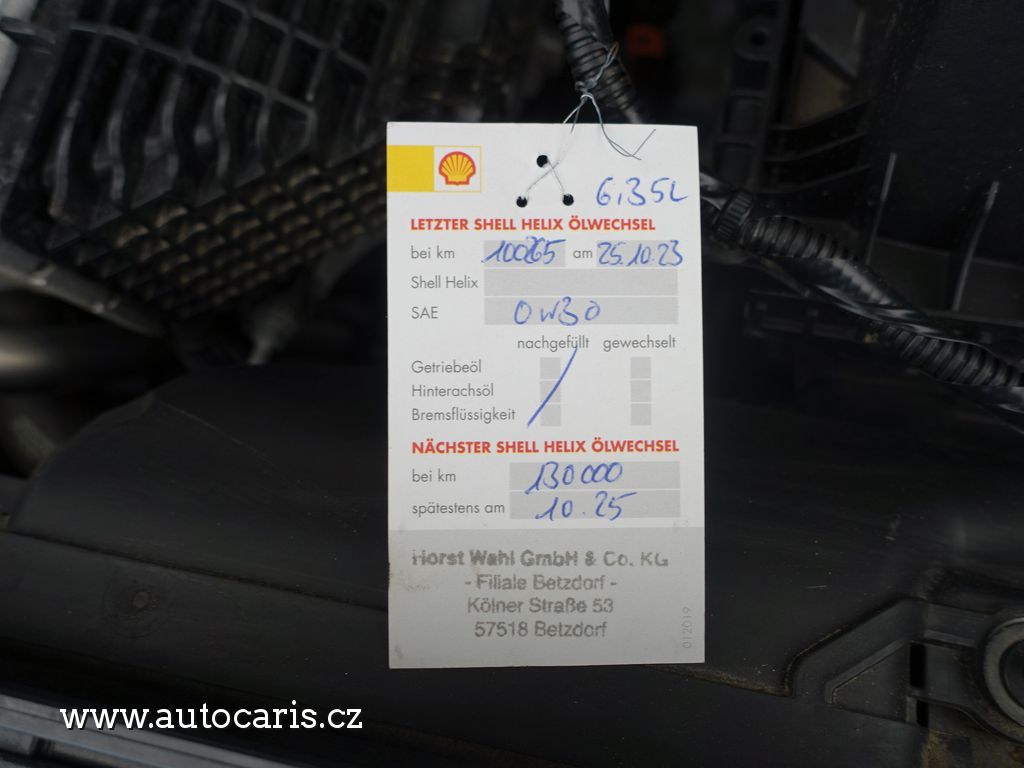 6,35L
LETZTER SHELL HELIX ÖLWECHSEL
bei km am 25.10.23
Shell Helix
SAE 0W30
nachgefüllt gewechselt
Getriebeöl
Hinterachsöl
Bremsflüssigkeit
NÄCHSTER SHELL HELIX ÖLWECHSEL
bei km 130000
spätestens am 10.25
Horst Wahl GmbH & Co. KG
- Filiale Betzdorf -
Kölner Straße 53
57518 Betzdorf
012019
www.autocaris.cz